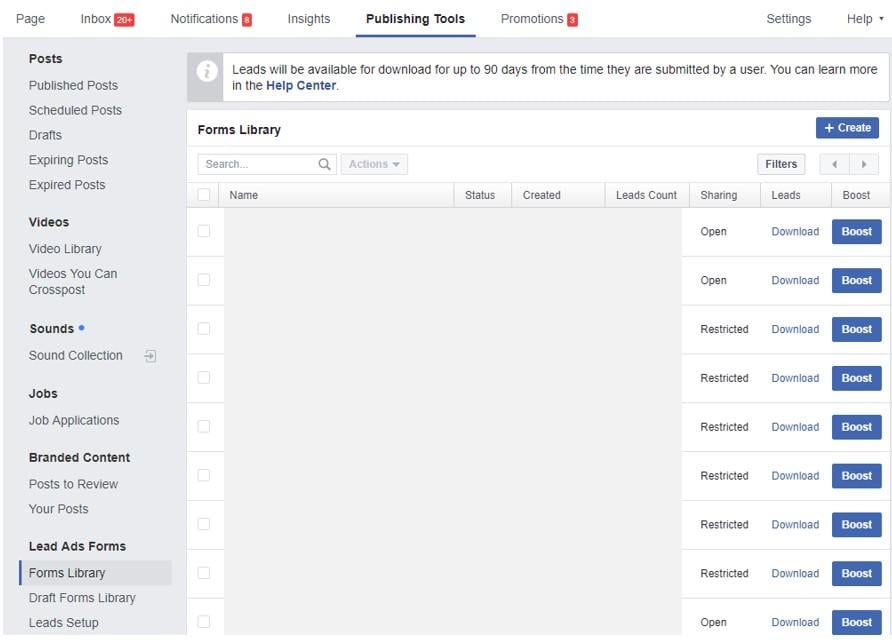 Page Inbox 20+ Notifications 8 Insights Publishing Tools Promotions 3 Settings Help
Posts
Published Posts
Scheduled Posts
Drafts
Expiring Posts
Expired Posts
Videos
Video Library
Videos You Can
Crosspost
Sounds
Sound Collection
Jobs
Job Applications
Branded Content
Posts to Review
Your Posts
Lead Ads Forms
Forms Library
Draft Forms Library
Leads Setup
Leads will be available for download for up to 90 days from the time they are submitted by a user. You can learn more
in the Help Center.
Forms Library + Create
Search... Actions Filters
Name Status Created Leads Count Sharing Leads Boost
Open Download Boost
Open Download Boost
Restricted Download Boost
Restricted Download Boost
Restricted Download Boost
Restricted Download Boost
Restricted Download Boost
Restricted Download Boost
Open Download Boost